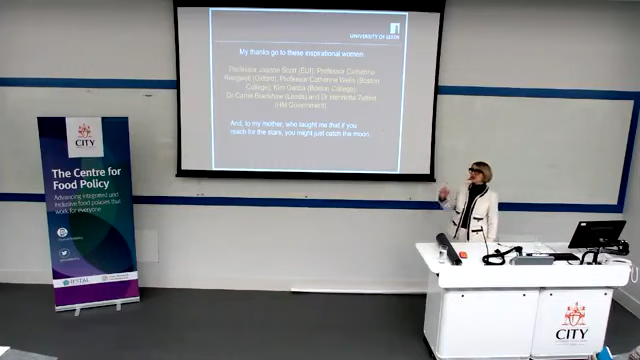 UNIVERSITY OF LEEDS
My thanks go to these inspirational women:
Professor Joanne Scott (EUI), Professor Catherine
Redgwell (Oxford), Professor Catherine Wells (Boston
College), Kim Garcia (Boston College),
Dr Carrie Bradshaw (Leeds) and Dr Henrietta
(HM Government)
And, to my mother, who taught me that if you
reach for the stars, you might just catch the moon.
CITY
The Centre for
Food Policy
Advancing integrated and
inclusive food policies that
work for everyone
IFSTAL
CITY